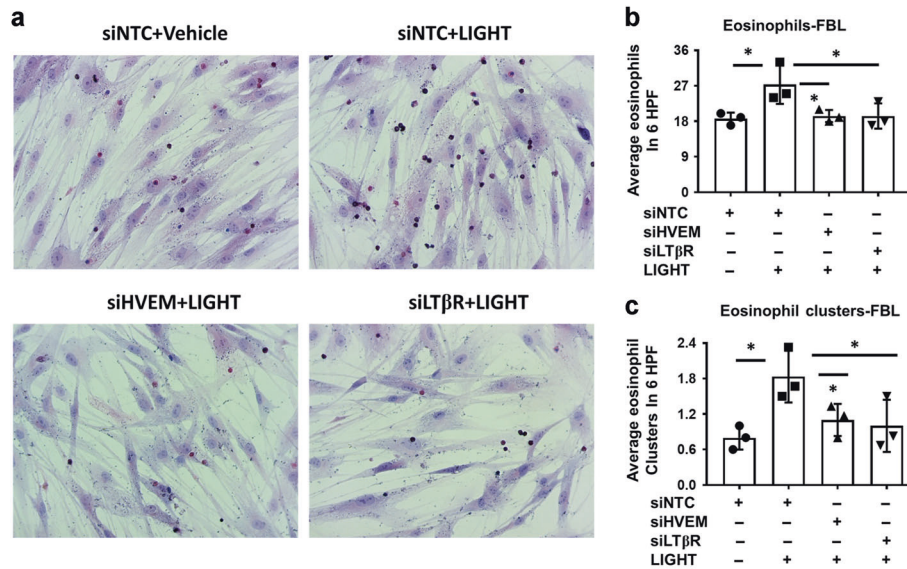 a
siNTC+Vehicle
siNTC+LIGHT
siHVEM+LIGHT
siLTβR+LIGHT
b
Eosinophils-FBL
Average eosinophils
In 6 HPF
36
27
18
9
0
* * *
siNTC + + – –
siHVEM – – + –
siLTβR – – – +
LIGHT – + + +
c
Eosinophil clusters-FBL
Average eosinophil
Clusters In 6 HPF
2.4
1.8
1.2
0.6
0.0
* * *
siNTC + + – –
siHVEM – – + –
siLTβR – – – +
LIGHT – + + +